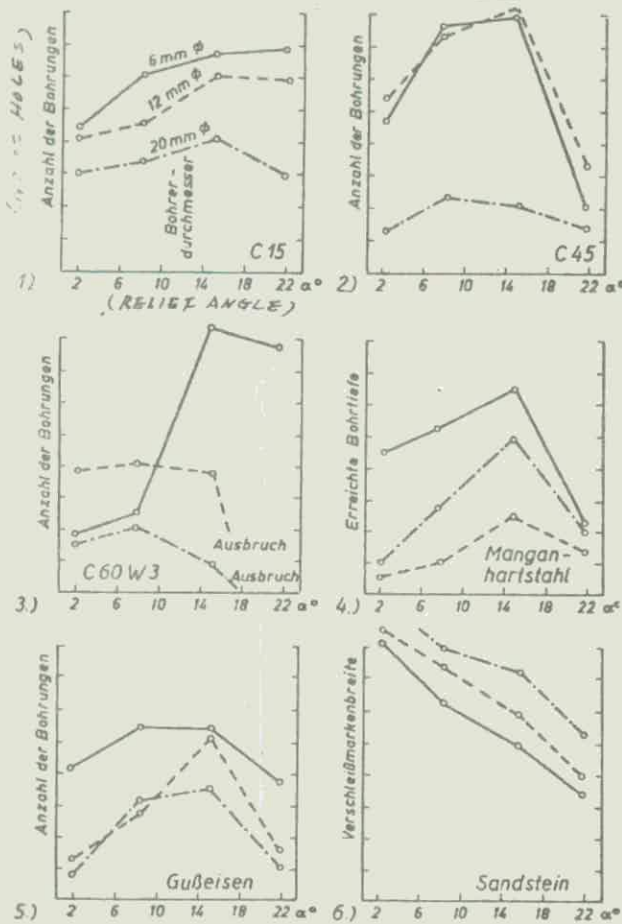 Anzahl der Bohrungen
HOLES)
6 mm ϕ
12 mm ϕ
20 mm ϕ
Bohrer-
durchmesser
C 15
1)
2 6 10 14 18 22 α°
(RELIEF ANGLE)
Anzahl der Bohrungen
C 45
2)
2 6 10 14 18 22 α°
Anzahl der Bohrungen
C 60 W 3
Ausbruch
Ausbruch
3.)
2 6 10 15 18 22
Erreichte Bohrtiefe
Mangan-
hartstahl
4.)
2 6 10 14 18 22 α°
Anzahl der Bohrungen
Gußeisen
5.)
2 6 10 14 18 22 α°
Verschleißmarkenbreite
Sandstein
6.)
2 6 10 14 18 22 α°